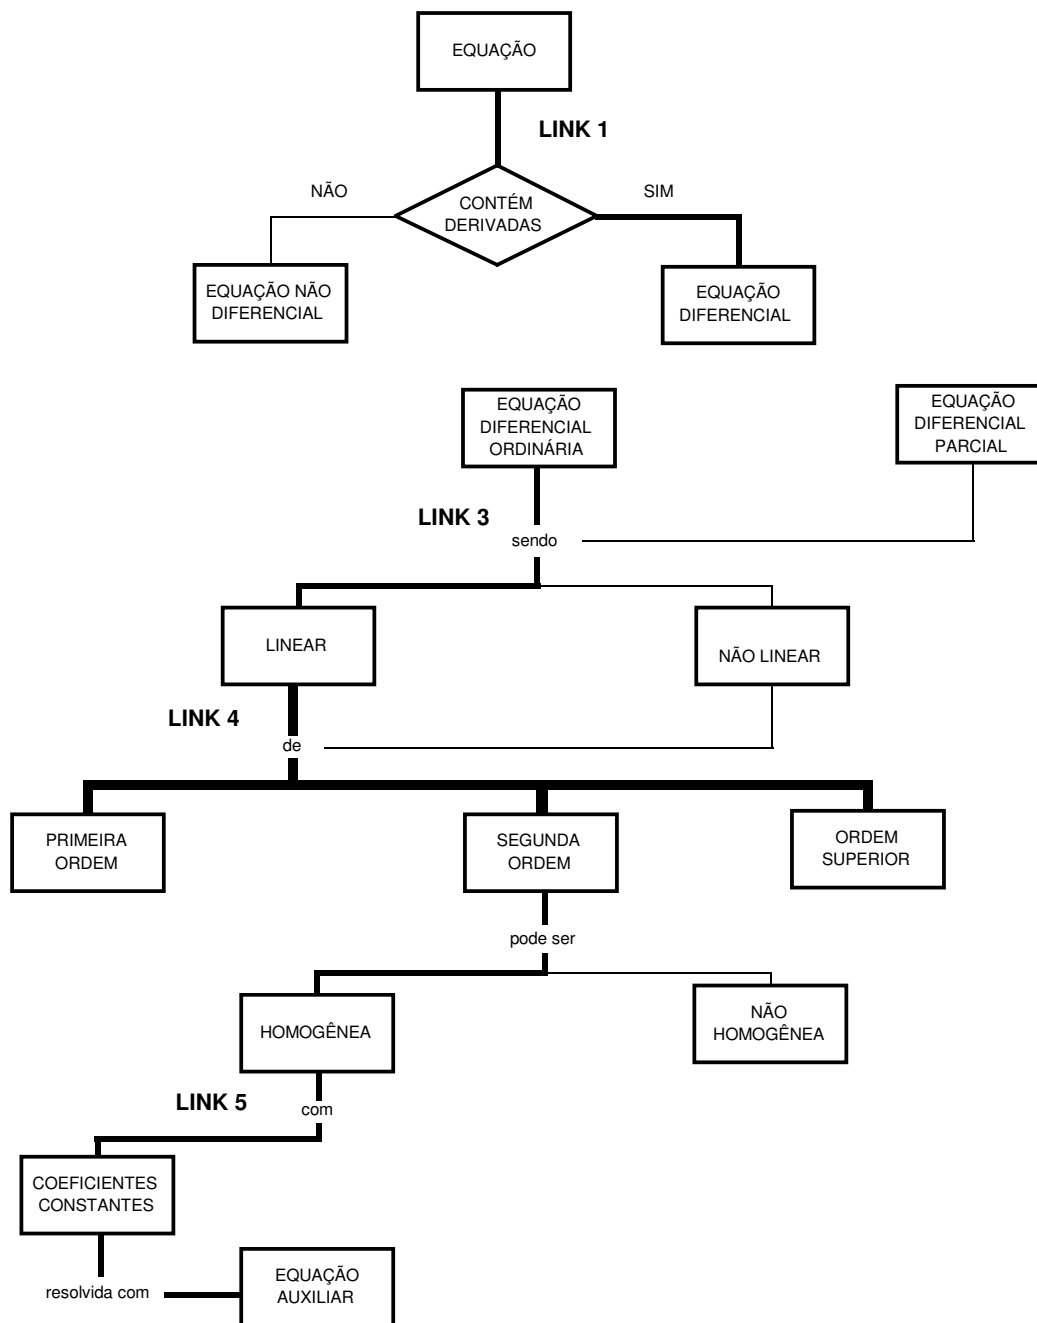 EQUAÇÃO
LINK 1
NÃO
SIM
CONTÉM
DERIVADAS
EQUAÇÃO NÃO
DIFERENCIAL
EQUAÇÃO
DIFERENCIAL
EQUAÇÃO
DIFERENCIAL
ORDINÁRIA
EQUAÇÃO
DIFERENCIAL
PARCIAL
LINK 3
sendo
LINEAR
NÃO LINEAR
LINK 4
de
PRIMEIRA
ORDEM
SEGUNDA
ORDEM
ORDEM
SUPERIOR
pode ser
HOMOGÊNEA
NÃO
HOMOGÊNEA
LINK 5
com
COEFICIENTES
CONSTANTES
resolvida com
EQUAÇÃO
AUXILIAR